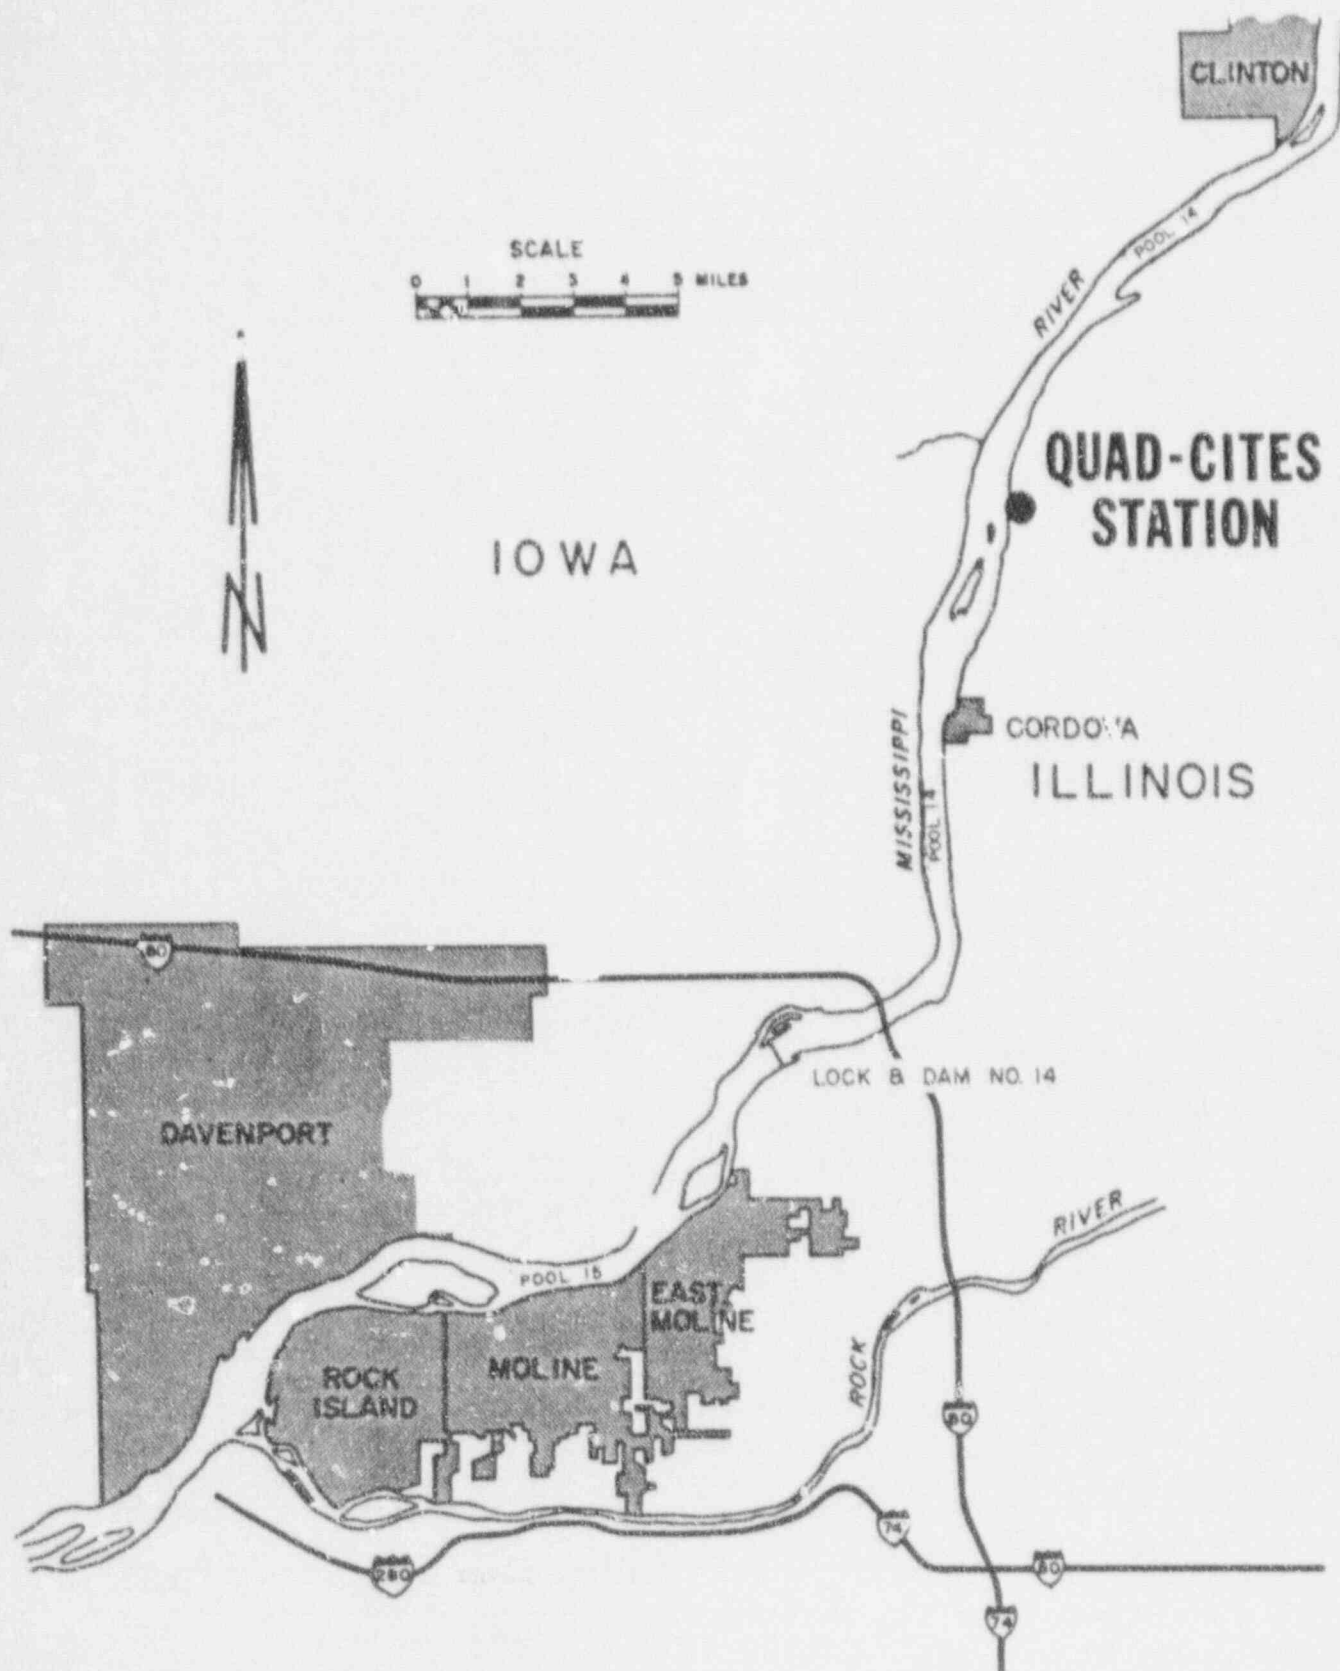 CLINTON
SCALE
0 1 2 3 4 5 MILES
POOL 14
RIVER
QUAD-CITES
STATION
N
IOWA
MISSISSIPPI
CORDOVA
ILLINOIS
POOL 14
80
LOCK & DAM NO. 14
DAVENPORT
RIVER
POOL 15
EAST
MOLINE
ROCK
MOLINE
ROCK
ISLAND
80
74
280
80
74